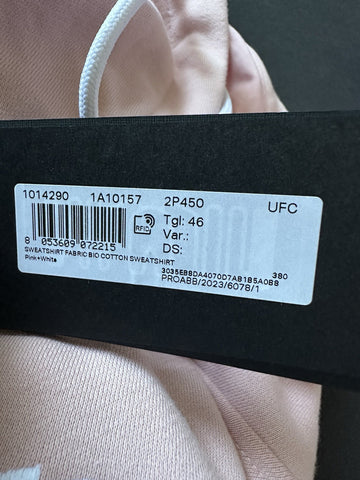 1014290 1A10157 2P450 UFC
RFID
Tgl: 46
Var.:
DS:
8 053609 072215
SWEATSHIRT FABRIC BIO COTTON SWEATSHIRT
Pink+White
380
3035EB8DA4070D7AB1B5A0BB
PROABB/2023/6078/1